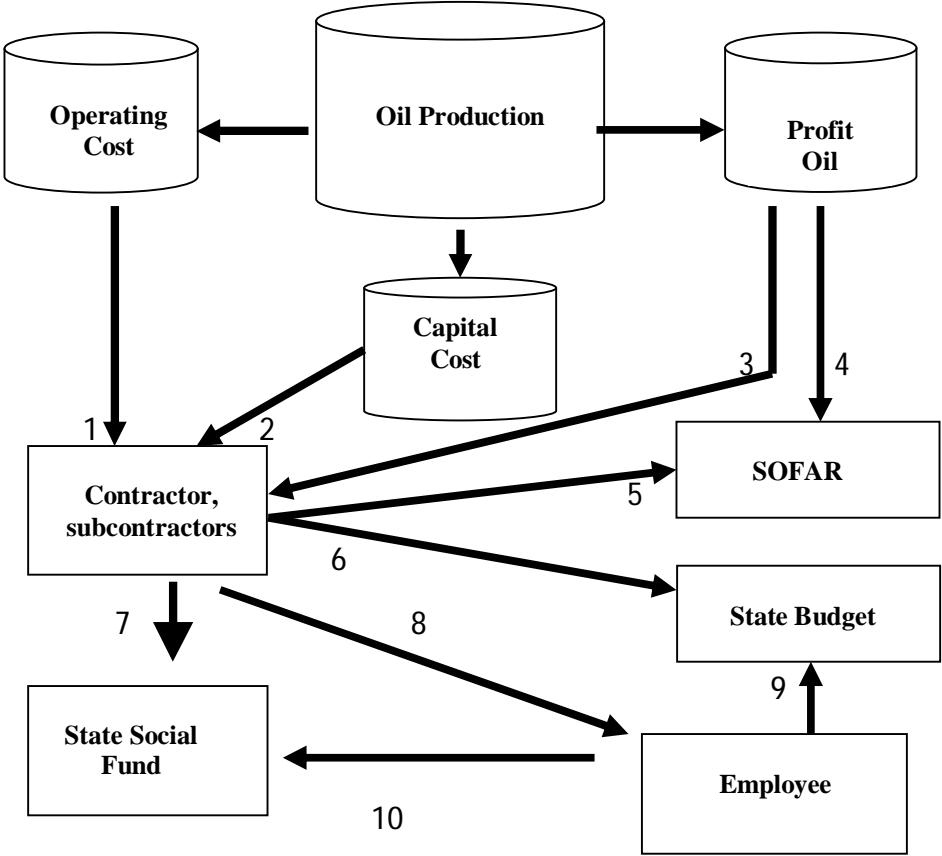 Operating
Cost
Oil Production
Profit
Oil
Capital
Cost
3
4
1
2
SOFAR
Contractor,
subcontractors
5
6
State Budget
7
8
9
State Social
Fund
Employee
10